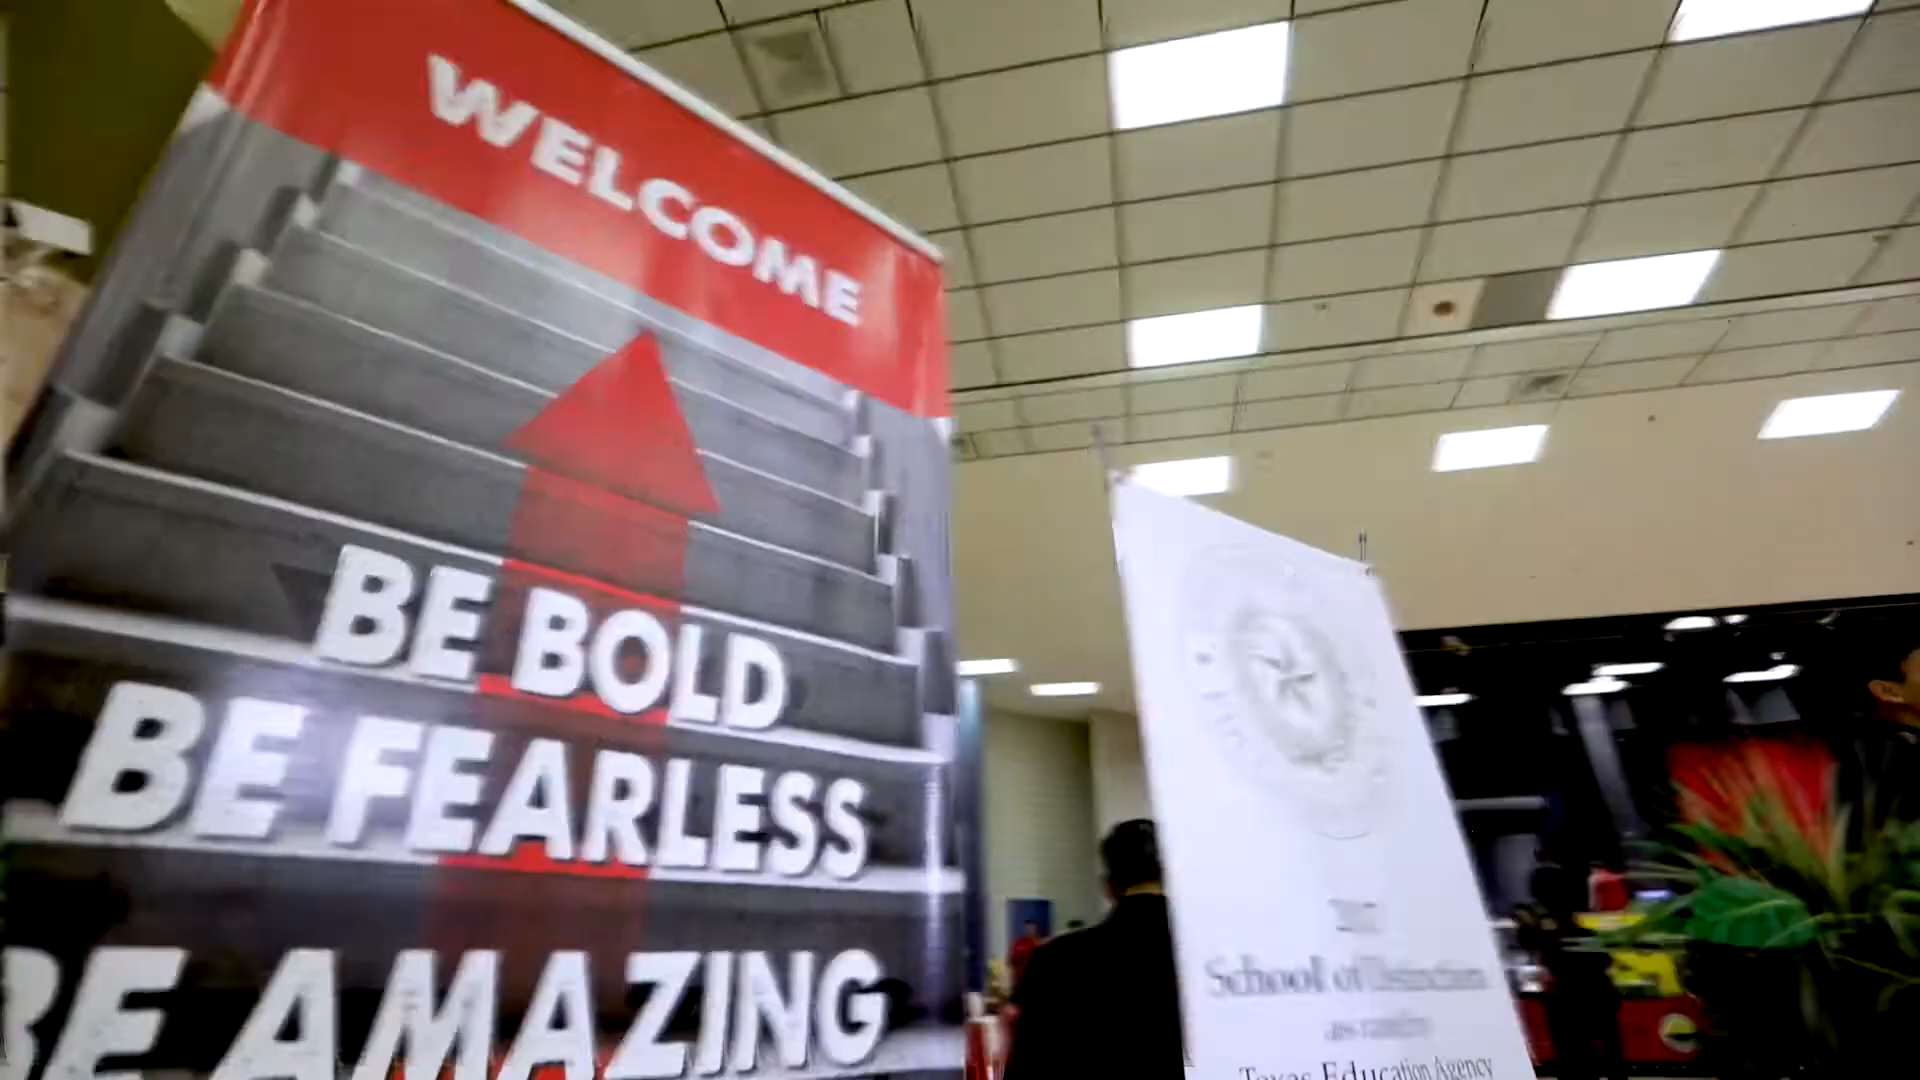 WELCOME
BE BOLD
BE FEARLESS
BE AMAZING
School of Distinction
Texas Education Agency